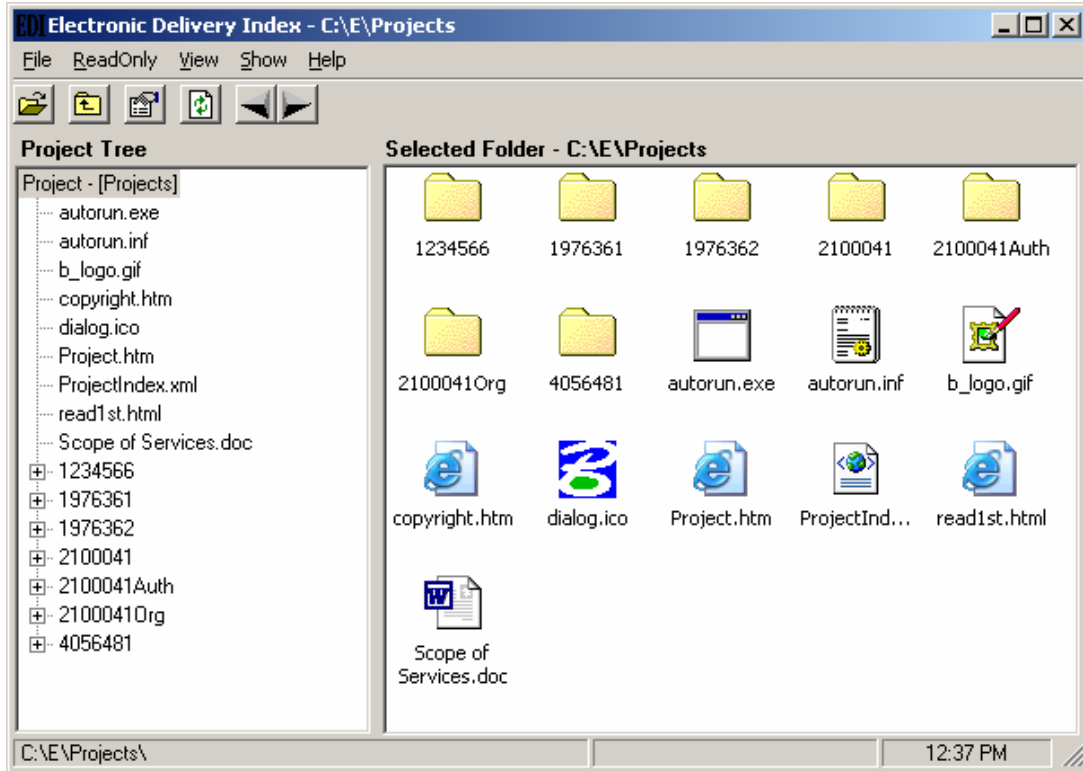 EDI Electronic Delivery Index - C:\E\Projects
File ReadOnly View Show Help
Project Tree
Project - [Projects]
autorun.exe
autorun.inf
b_logo.gif
copyright.htm
dialog.ico
Project.htm
ProjectIndex.xml
read1st.html
Scope of Services.doc
1234566
1976361
1976362
2100041
2100041Auth
2100041Org
4056481
Selected Folder - C:\E\Projects
1234566 1976361 1976362 2100041 2100041Auth
2100041Org 4056481 autorun.exe autorun.inf b_logo.gif
copyright.htm dialog.ico Project.htm ProjectInd... read1st.html
Scope of
Services.doc
C:\E\Projects\ 12:37 PM